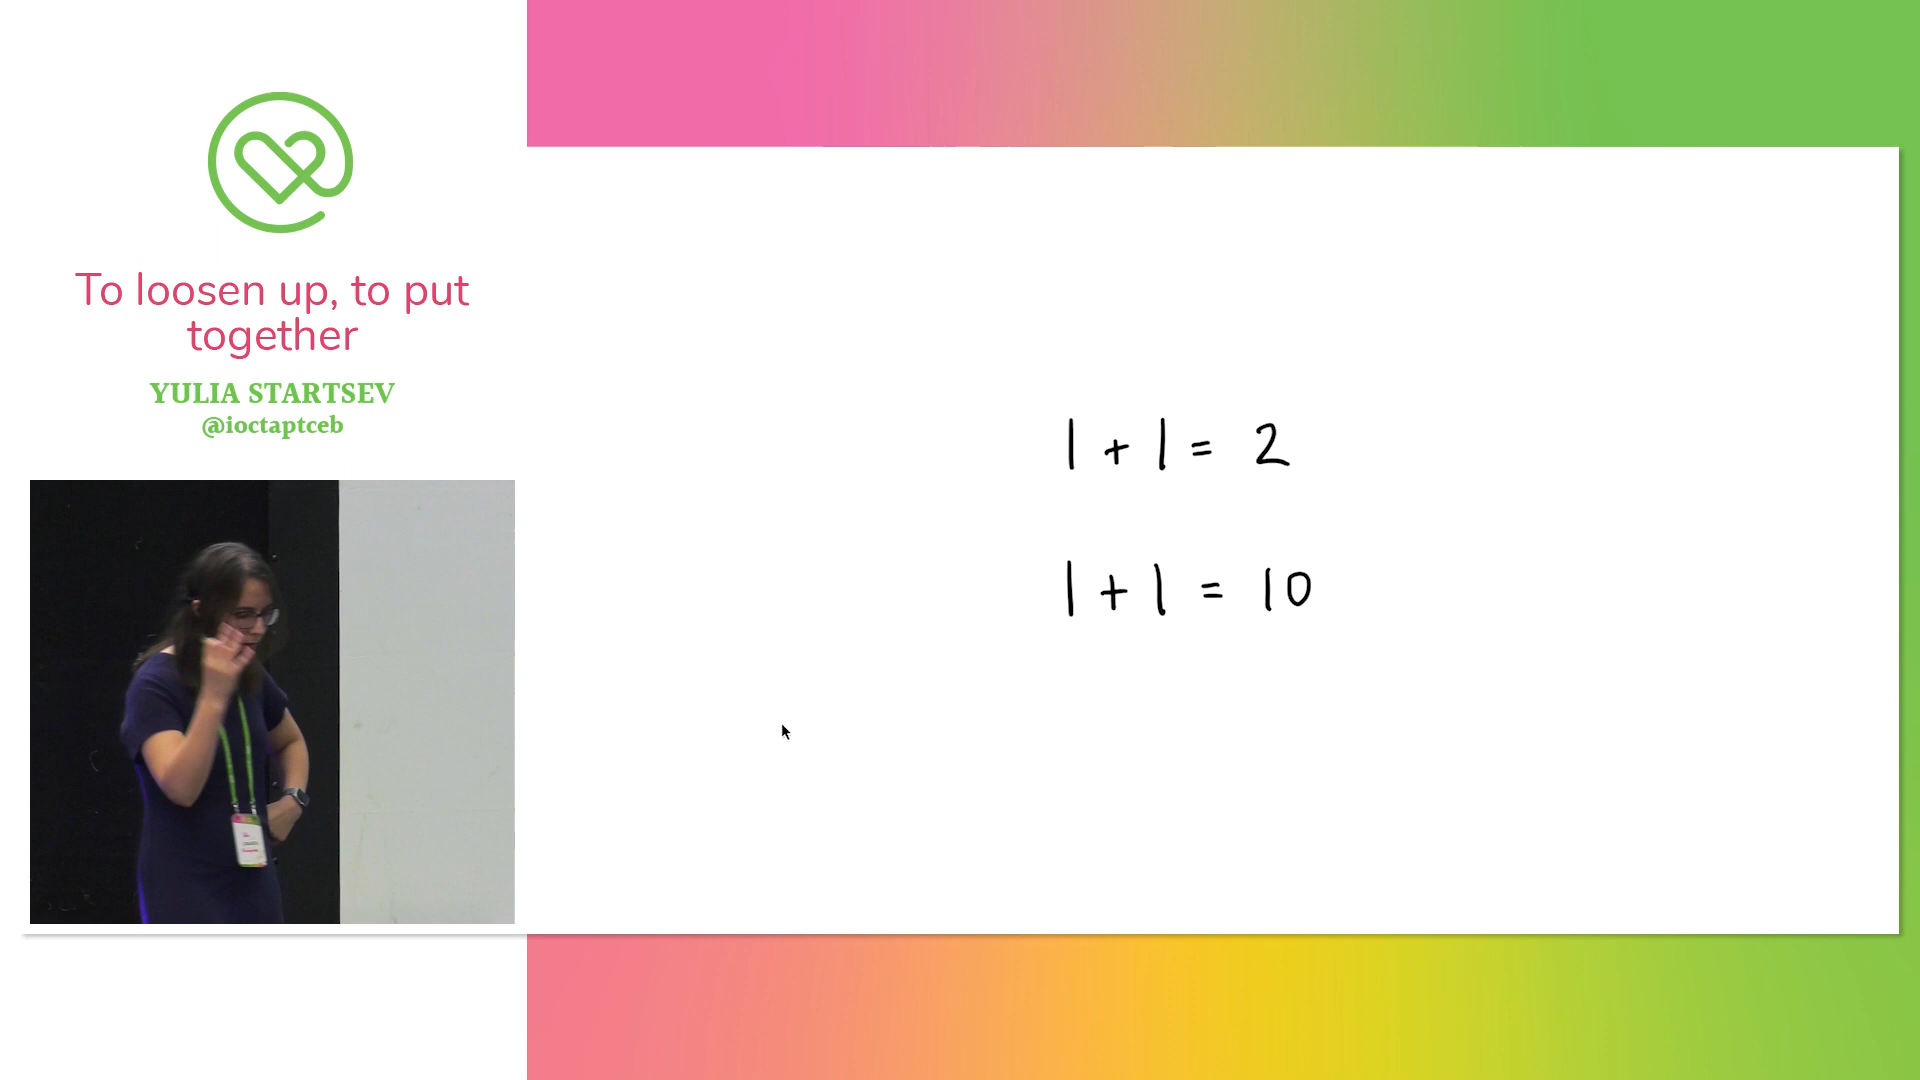 To loosen up, to put
together
YULIA STARTSEV
@ioctaptceb
1 + 1 = 2
1 + 1 = 10